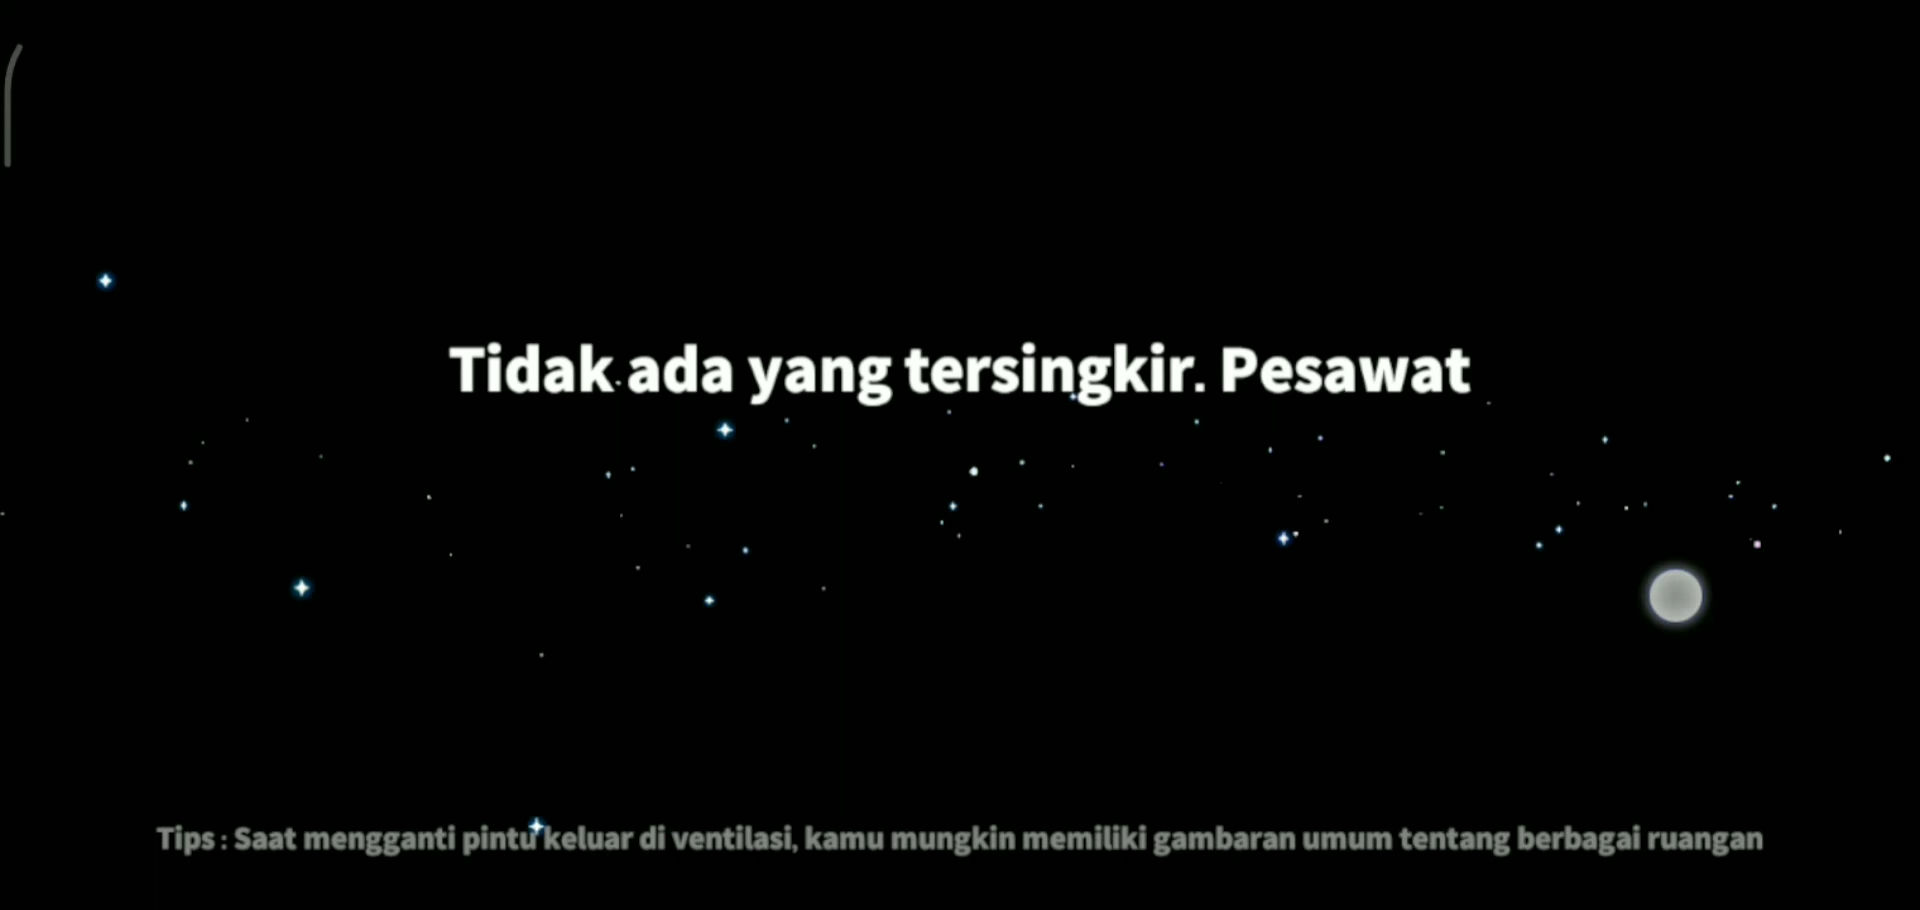 Tidak ada yang tersingkir. Pesawat
Tips : Saat mengganti pintu keluar di ventilasi, kamu mungkin memiliki gambaran umum tentang berbagai ruangan